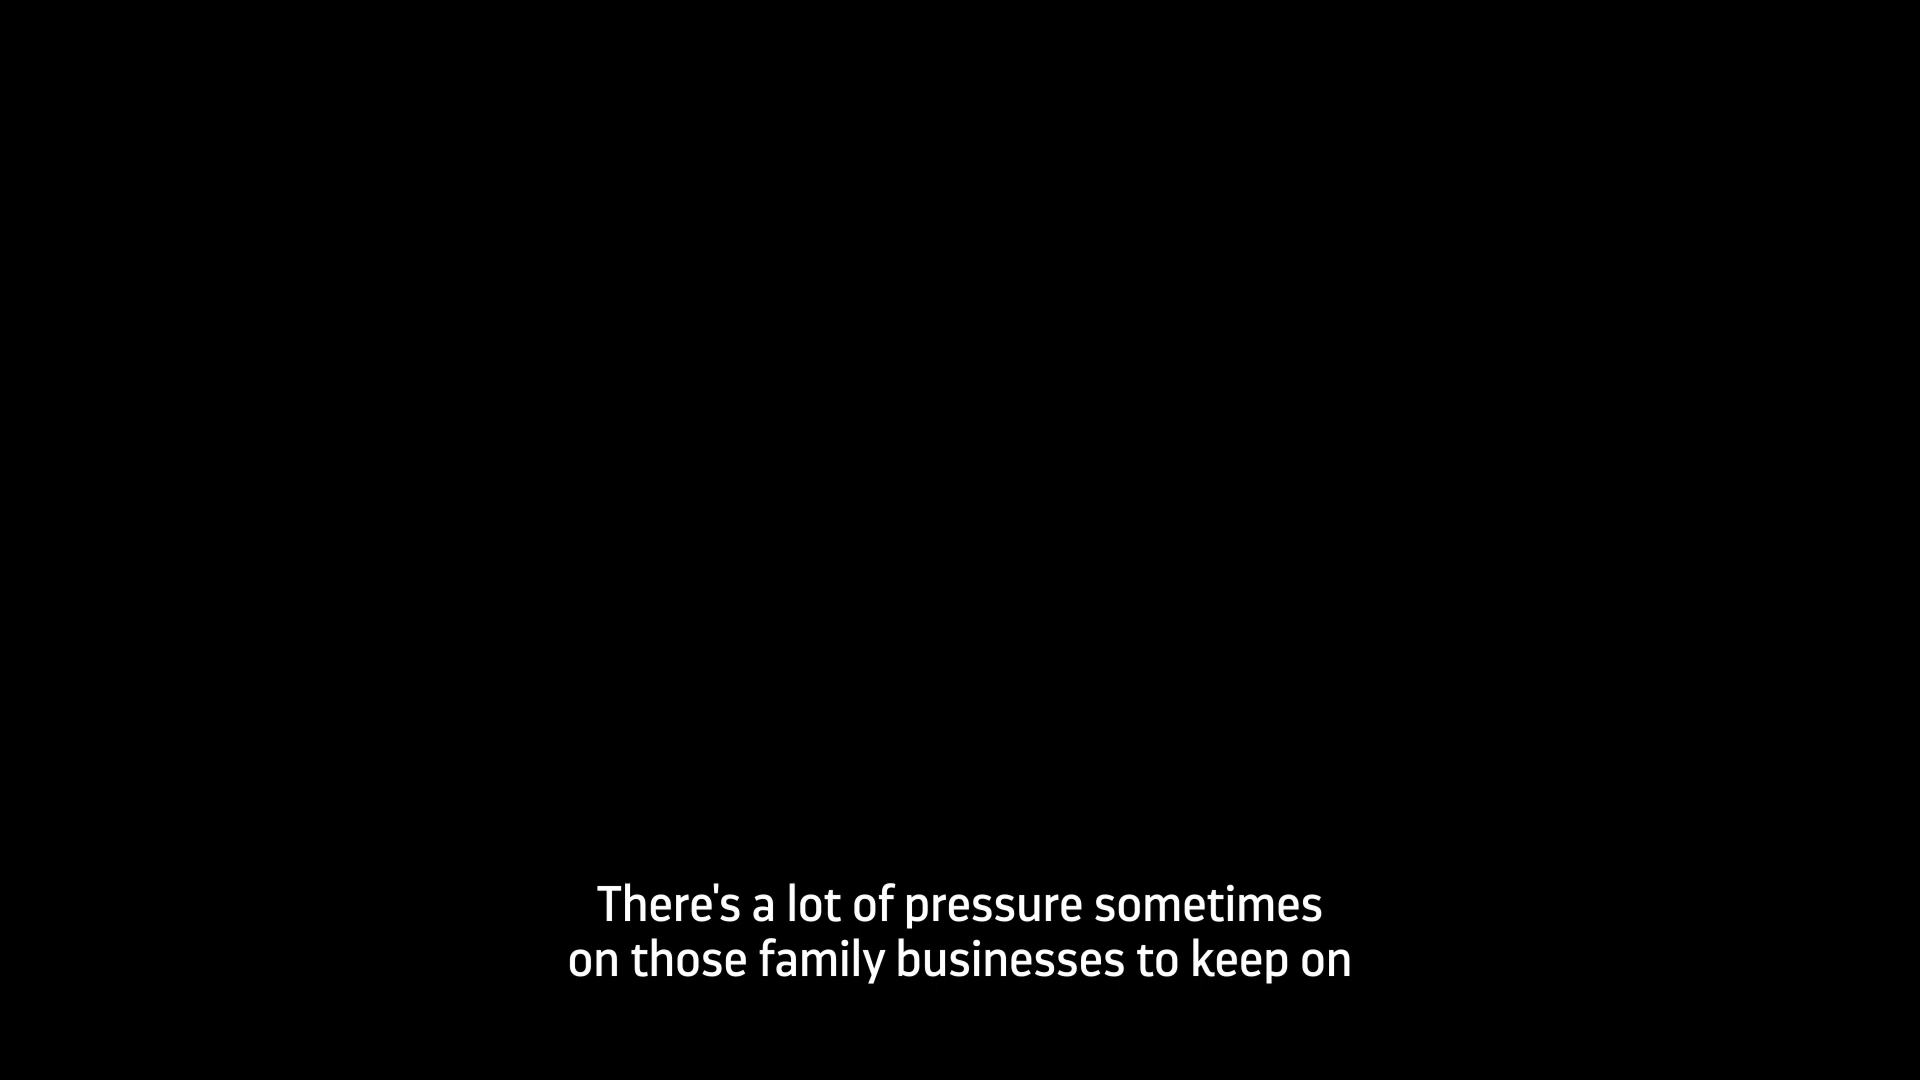 There's a lot of pressure sometimes
on those family businesses to keep on